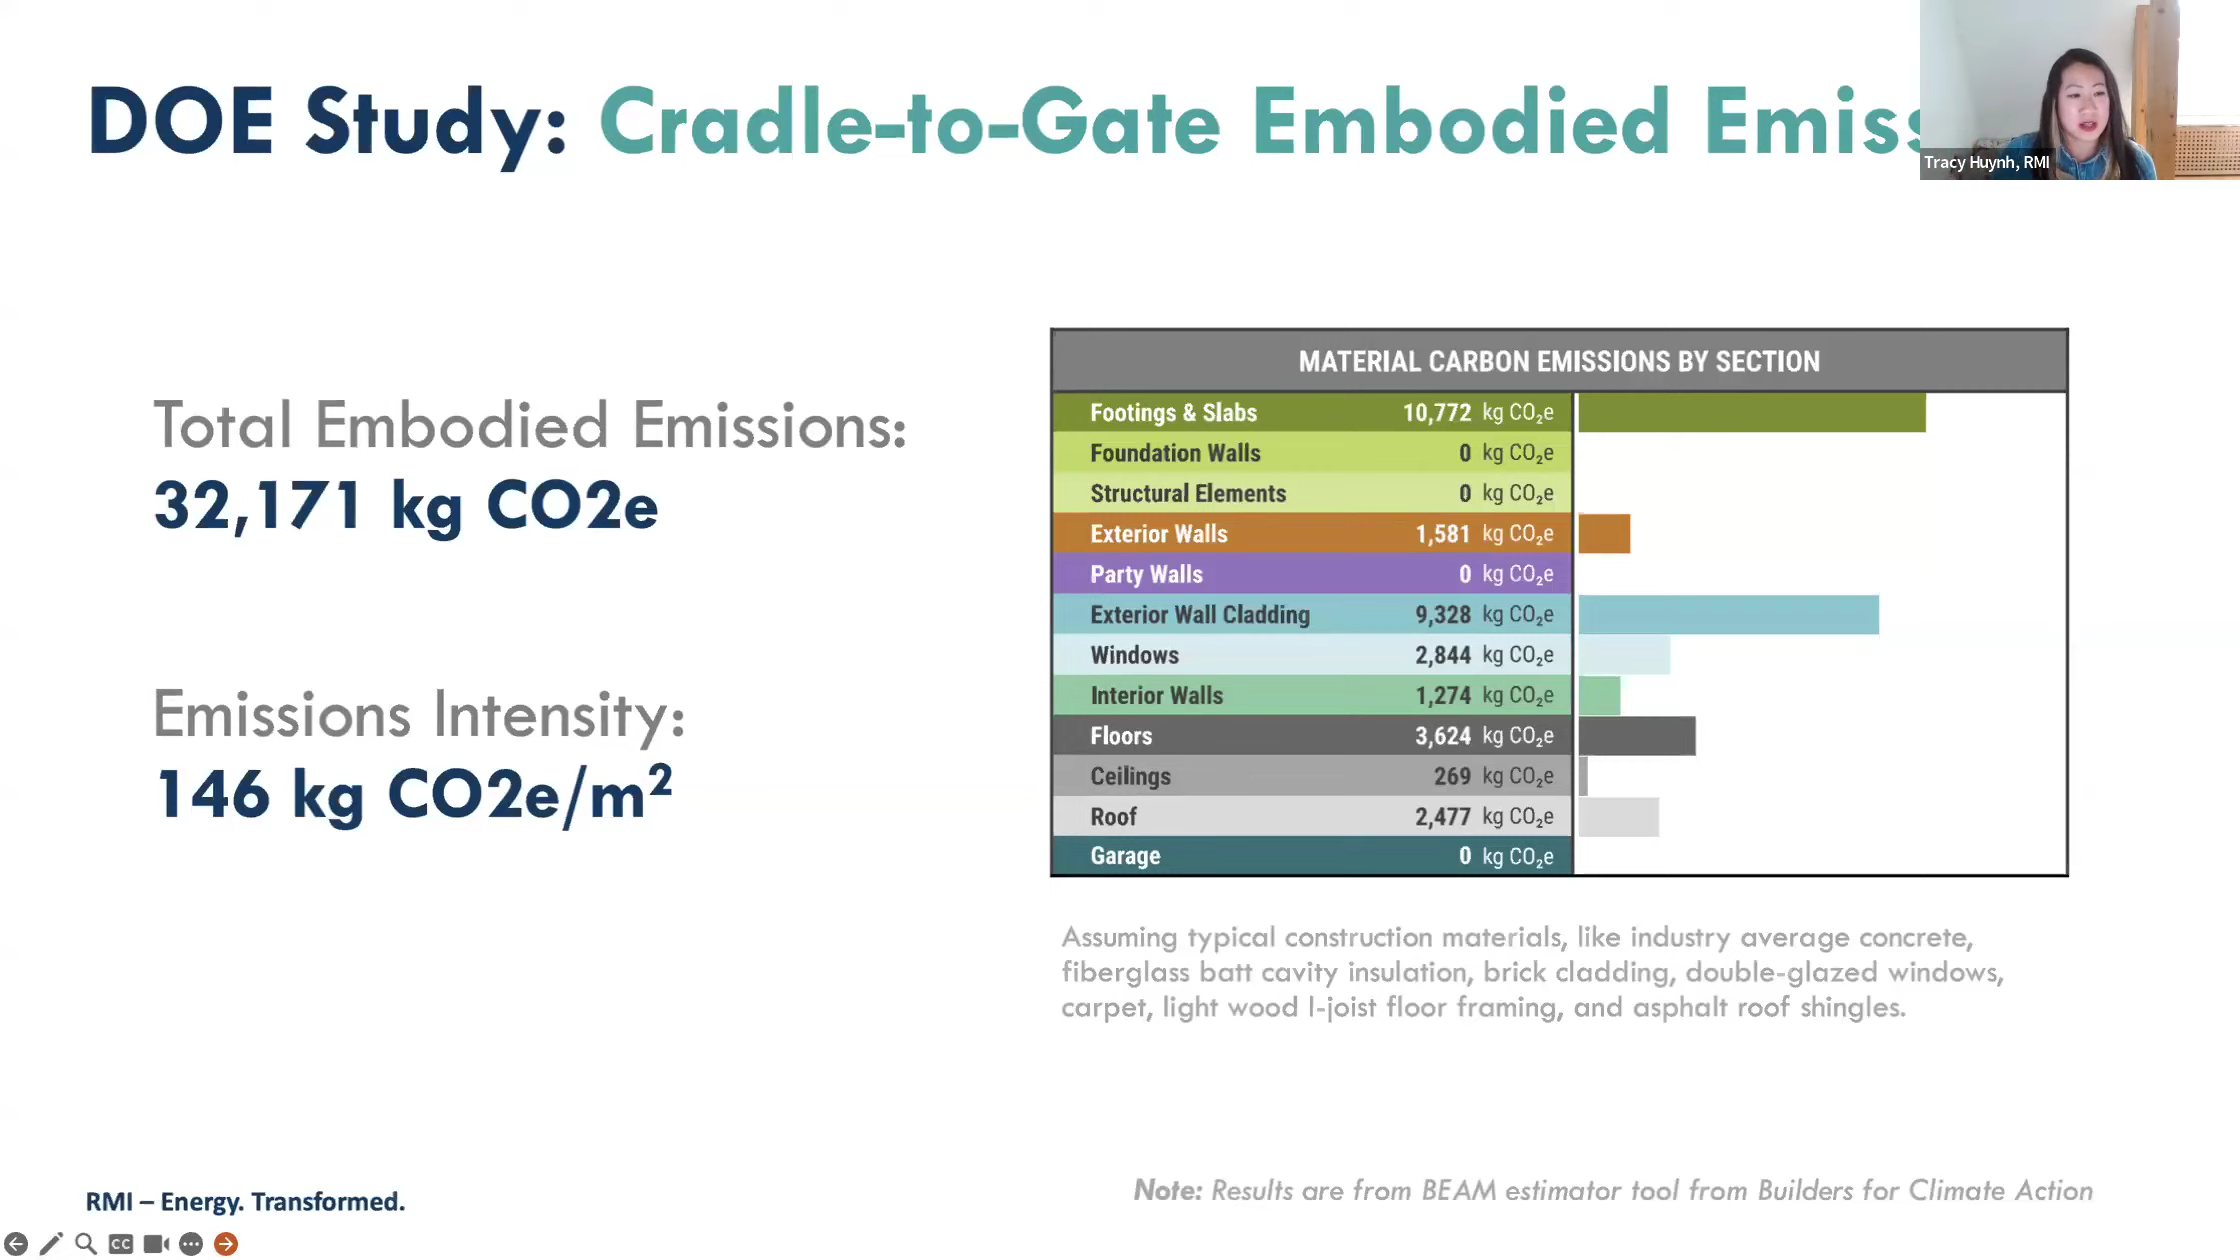 DOE Study: Cradle-to-Gate Embodied Emiss
Tracy Huynh, RMI
Total Embodied Emissions:
32,171 kg CO2e
Emissions Intensity:
146 kg CO2e/m²
MATERIAL CARBON EMISSIONS BY SECTION
Footings & Slabs 10,772 kg CO₂e
Foundation Walls 0 kg CO₂e
Structural Elements 0 kg CO₂e
Exterior Walls 1,581 kg CO₂e
Party Walls 0 kg CO₂e
Exterior Wall Cladding 9,328 kg CO₂e
Windows 2,844 kg CO₂e
Interior Walls 1,274 kg CO₂e
Floors 3,624 kg CO₂e
Ceilings 269 kg CO₂e
Roof 2,477 kg CO₂e
Garage 0 kg CO₂e
Assuming typical construction materials, like industry average concrete,
fiberglass batt cavity insulation, brick cladding, double-glazed windows,
carpet, light wood I-joist floor framing, and asphalt roof shingles.
Note: Results are from BEAM estimator tool from Builders for Climate Action
RMI – Energy. Transformed.
CC